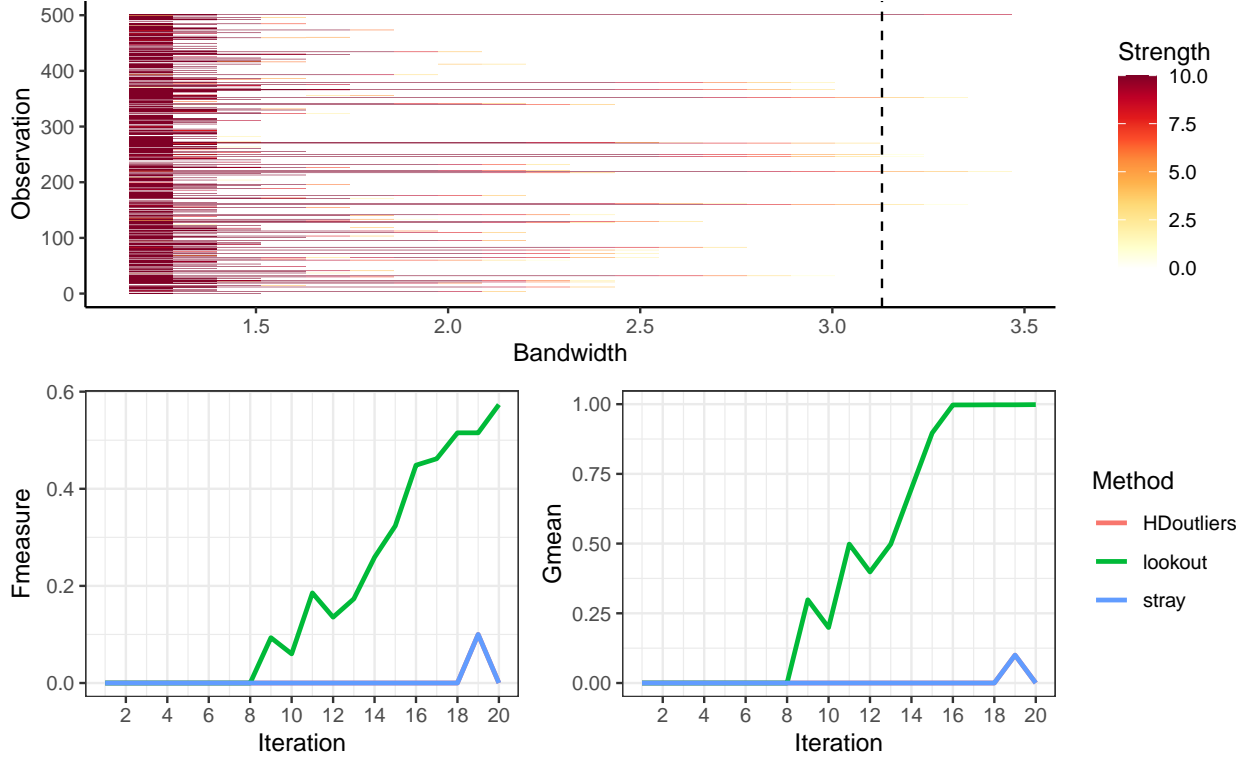 500
400
300
200
100
0
Observation
1.5 2.0 2.5 3.0 3.5
Bandwidth
Strength
10.0
7.5
5.0
2.5
0.0
0.6
0.4
0.2
0.0
Fmeasure
2 4 6 8 10 12 14 16 18 20
Iteration
1.00
0.75
0.50
0.25
0.00
Gmean
2 4 6 8 10 12 14 16 18 20
Iteration
Method
HDoutliers
lookout
stray